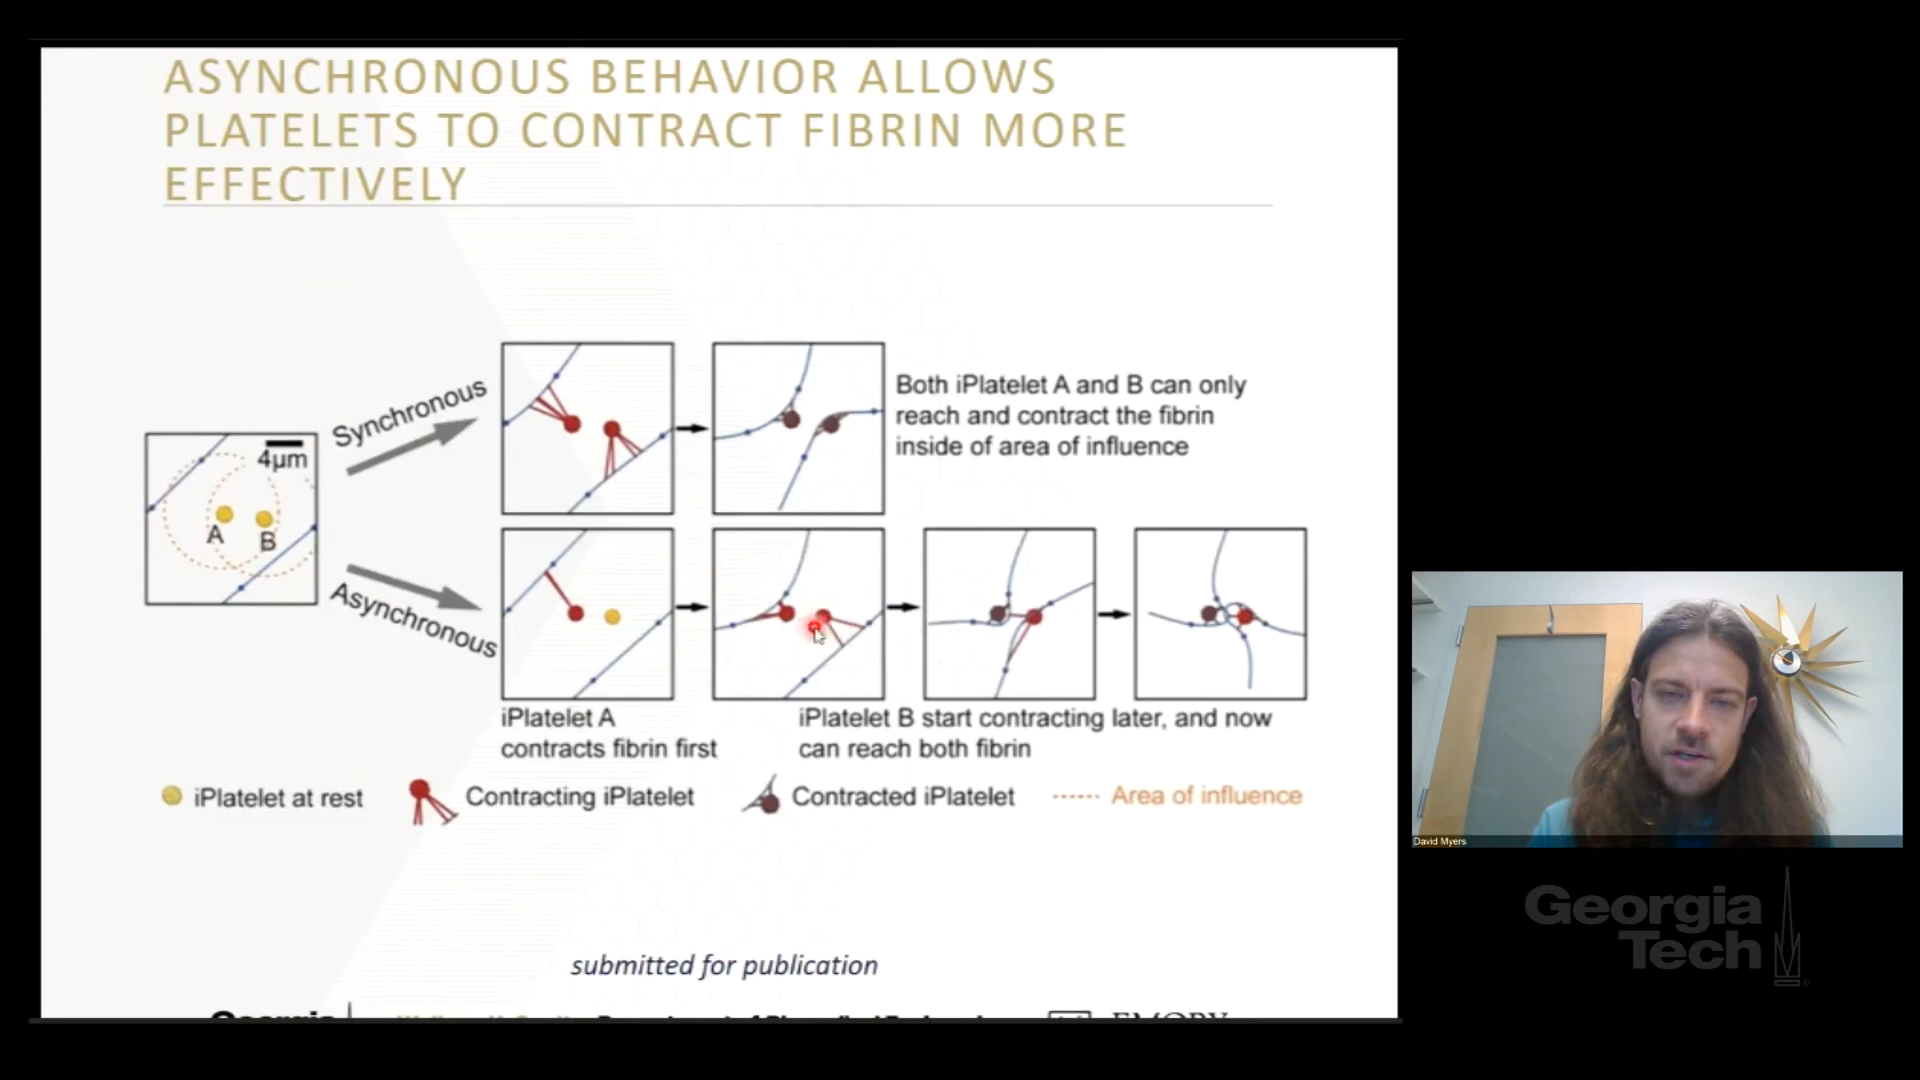 ASYNCHRONOUS BEHAVIOR ALLOWS
PLATELETS TO CONTRACT FIBRIN MORE
EFFECTIVELY
Synchronous
Both iPlatelet A and B can only
reach and contract the fibrin
inside of area of influence
4µm
A
B
Asynchronous
iPlatelet A
contracts fibrin first
iPlatelet B start contracting later, and now
can reach both fibrin
iPlatelet at rest
Contracting iPlatelet
Contracted iPlatelet
Area of influence
submitted for publication
David Myers
Georgia
Tech